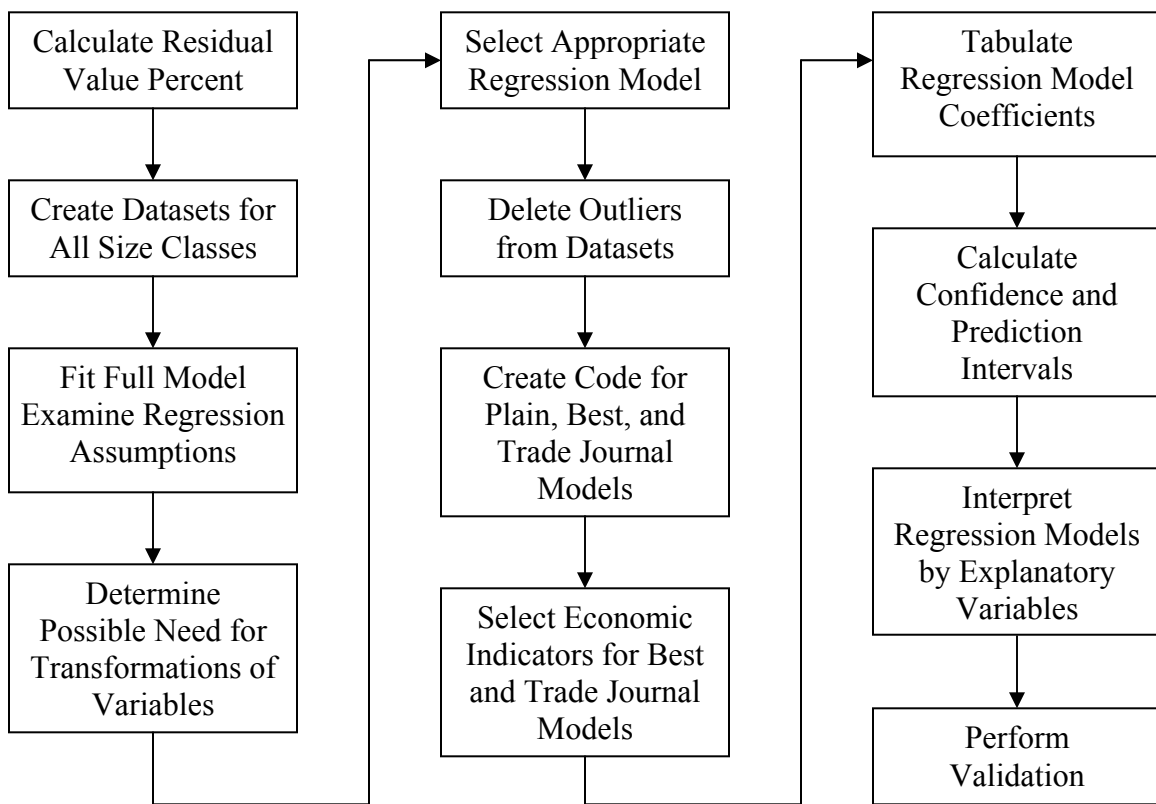 Calculate Residual
Value Percent
Create Datasets for
All Size Classes
Fit Full Model
Examine Regression
Assumptions
Determine
Possible Need for
Transformations of
Variables
Select Appropriate
Regression Model
Delete Outliers
from Datasets
Create Code for
Plain, Best, and
Trade Journal
Models
Select Economic
Indicators for Best
and Trade Journal
Models
Tabulate
Regression Model
Coefficients
Calculate
Confidence and
Prediction
Intervals
Interpret
Regression Models
by Explanatory
Variables
Perform
Validation